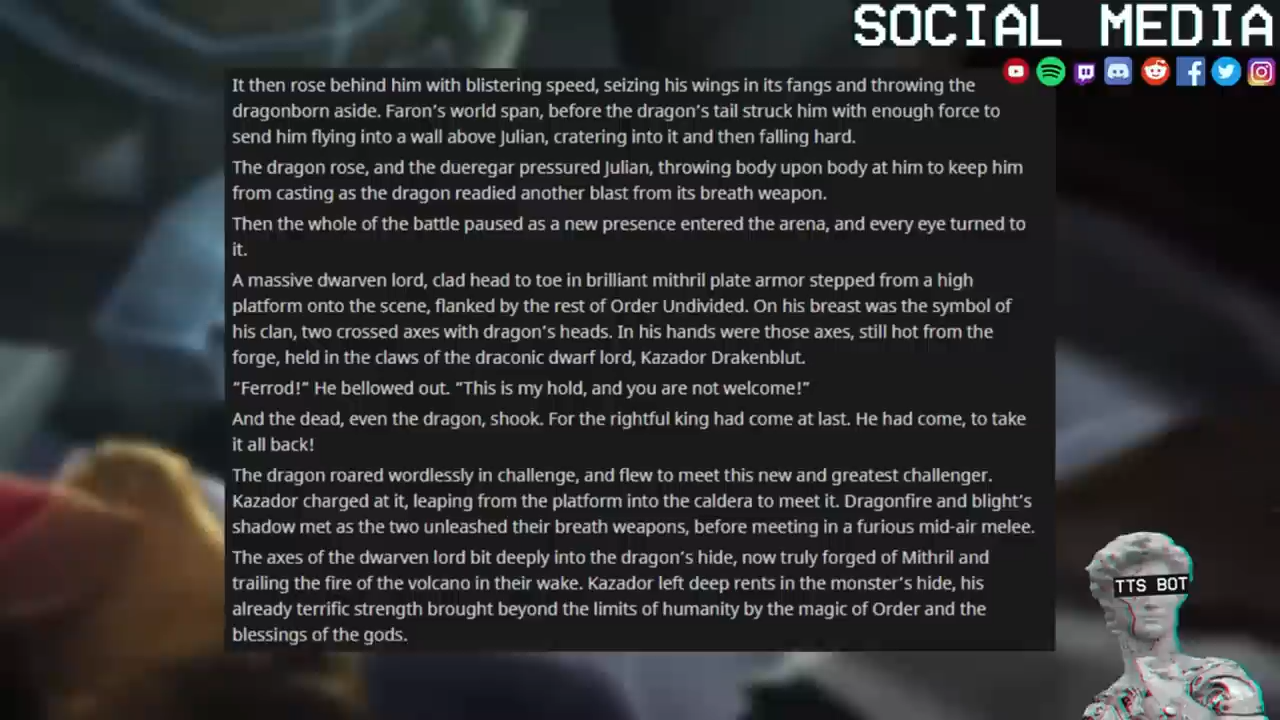 SOCIAL MEDIA
It then rose behind him with blistering speed, seizing his wings in its fangs and throwing the
dragonborn aside. Faron's world span, before the dragon's tail struck him with enough force to
send him flying into a wall above Julian, cratering into it and then falling hard.
The dragon rose, and the dueregar pressured Julian, throwing body upon body at him to keep him
from casting as the dragon readied another blast from its breath weapon.
Then the whole of the battle paused as a new presence entered the arena, and every eye turned to
it.
A massive dwarven lord, clad head to toe in brilliant mithril plate armor stepped from a high
platform onto the scene, flanked by the rest of Order Undivided. On his breast was the symbol of
his clan, two crossed axes with dragon's heads. In his hands were those axes, still hot from the
forge, held in the claws of the draconic dwarf lord, Kazador Drakenblut.
“Ferrod!” He bellowed out. “This is my hold, and you are not welcome!”
And the dead, even the dragon, shook. For the rightful king had come at last. He had come, to take
it all back!
The dragon roared wordlessly in challenge, and flew to meet this new and greatest challenger.
Kazador charged at it, leaping from the platform into the caldera to meet it. Dragonfire and blight's
shadow met as the two unleashed their breath weapons, before meeting in a furious mid-air melee.
The axes of the dwarven lord bit deeply into the dragon's hide, now truly forged of Mithril and
trailing the fire of the volcano in their wake. Kazador left deep rents in the monster's hide, his
already terrific strength brought beyond the limits of humanity by the magic of Order and the
blessings of the gods.
TTS BOT